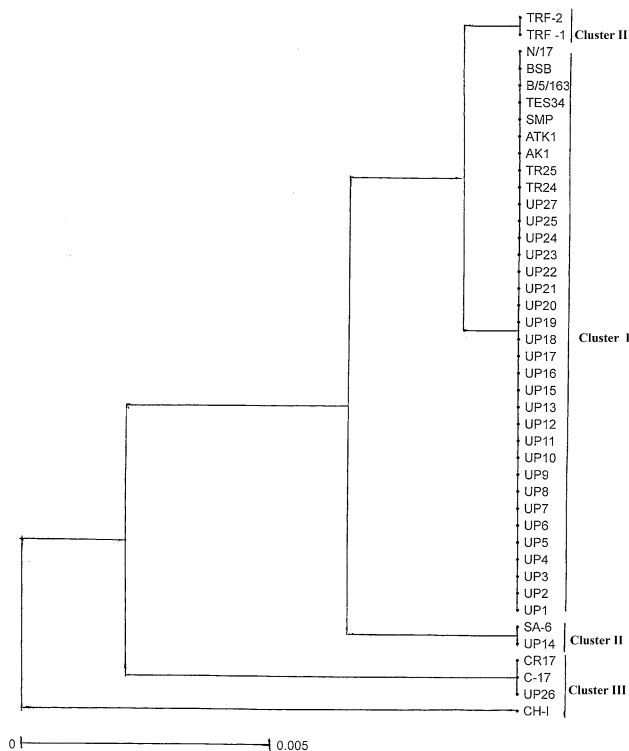 TRF-2
TRF -1 Cluster II
N/17
BSB
B/5/163
TES34
SMP
ATK1
AK1
TR25
TR24
UP27
UP25
UP24
UP23
UP22
UP21
UP20
UP19
UP18 Cluster I
UP17
UP16
UP15
UP13
UP12
UP11
UP10
UP9
UP8
UP7
UP6
UP5
UP4
UP3
UP2
UP1
SA-6
UP14 Cluster II
CR17
C-17
UP26 Cluster III
CH-I
0 0.005